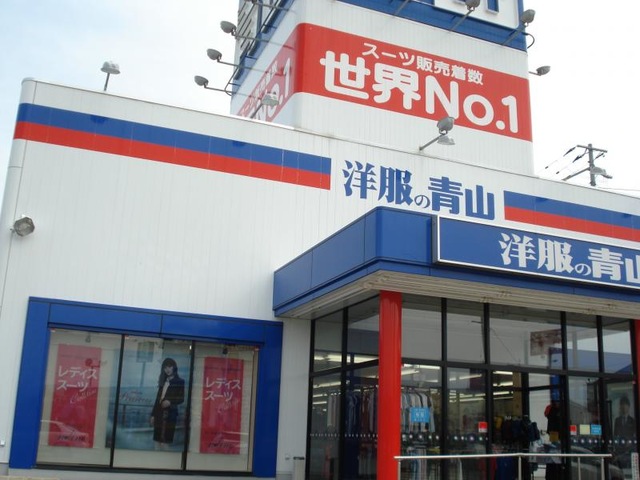 スーツ販売着数
世界No.1
洋服の青山
洋服の青山
レディス
スーツ
レディス
スーツ